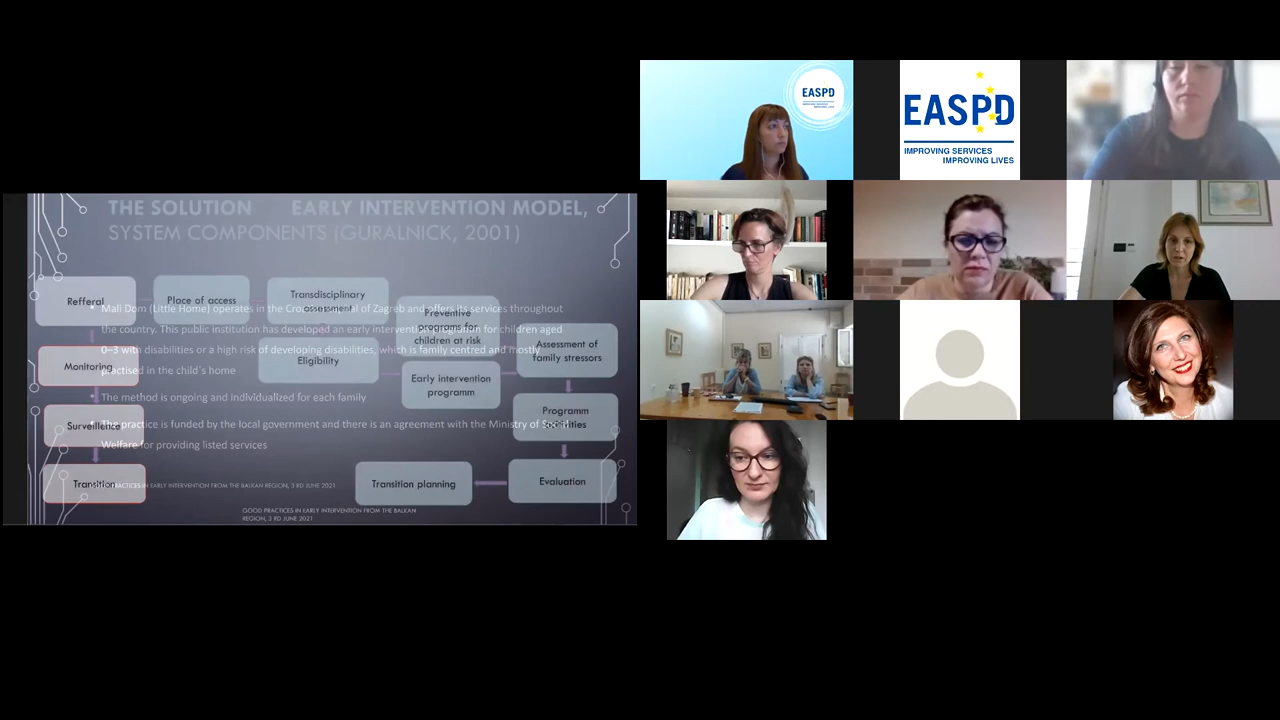 THE SOLUTION EARLY INTERVENTION MODEL,
SYSTEM COMPONENTS (GURALNICK, 2001)
Refferal
Place of access
Transdisciplinary
assessment
Preventive
programs for
children at risk
Assessment of
family stressors
Monitoring
Eligibility
Early intervention
programm
Surveillence
Programm
Transition
Transition planning
Evaluation
• Mali Dom (Little Home) operates in the Croatian capital of Zagreb and offers its services throughout
the country. This public institution has developed an early intervention program for children aged
0–3 with disabilities or a high risk of developing disabilities, which is family centred and mostly
practised in the child´s home
The method is ongoing and individualized for each family
• The practice is funded by the local government and there is an agreement with the Ministry of Social
Welfare for providing listed services
PRACTICES IN EARLY INTERVENTION FROM THE BALKAN REGION, 3 RD JUNE 2021
GOOD PRACTICES IN EARLY INTERVENTION FROM THE BALKAN
REGION, 3 RD JUNE 2021
EASPD
EASPD
IMPROVING SERVICES
IMPROVING LIVES